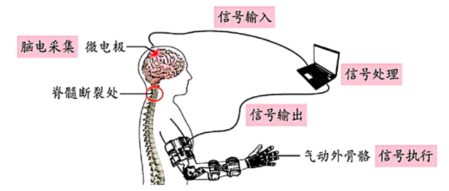 信号输入
脑电采集 微电极
信号处理
脊髓断裂处
信号输出
气动外骨骼 信号执行